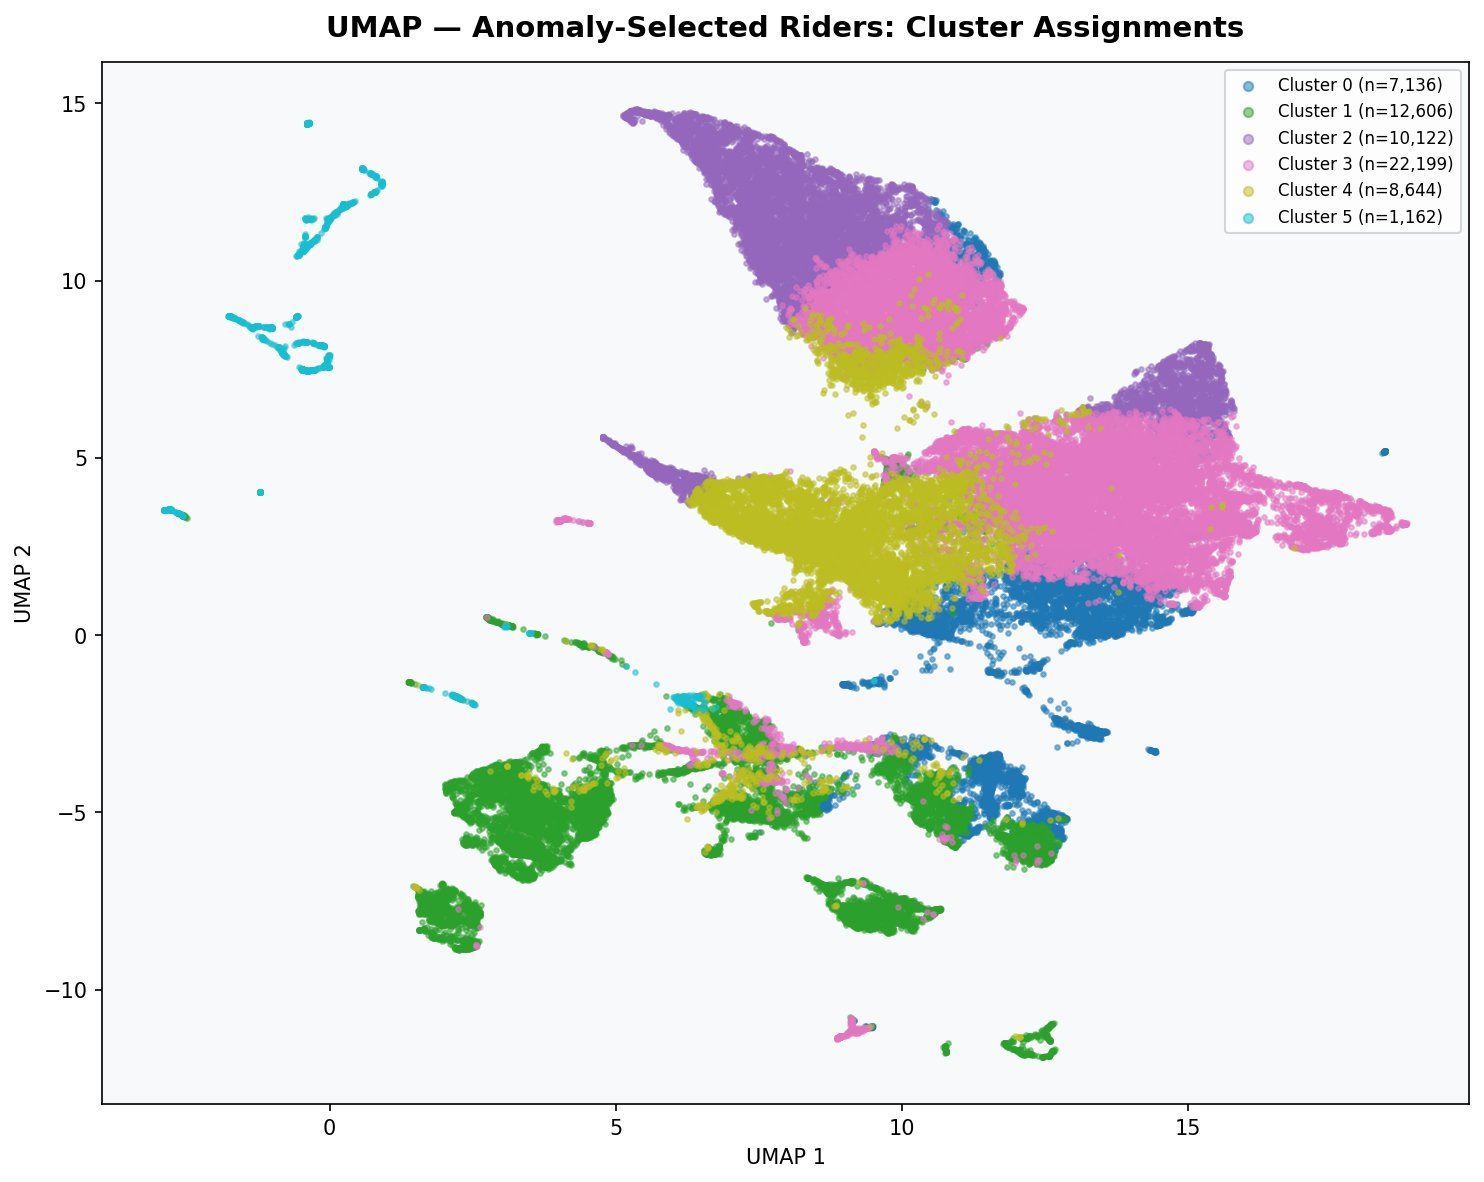 UMAP — Anomaly-Selected Riders: Cluster Assignments
Cluster 0 (n=7,136)
Cluster 1 (n=12,606)
Cluster 2 (n=10,122)
Cluster 3 (n=22,199)
Cluster 4 (n=8,644)
Cluster 5 (n=1,162)
15
10
5
0
−5
−10
UMAP 2
0 5 10 15
UMAP 1